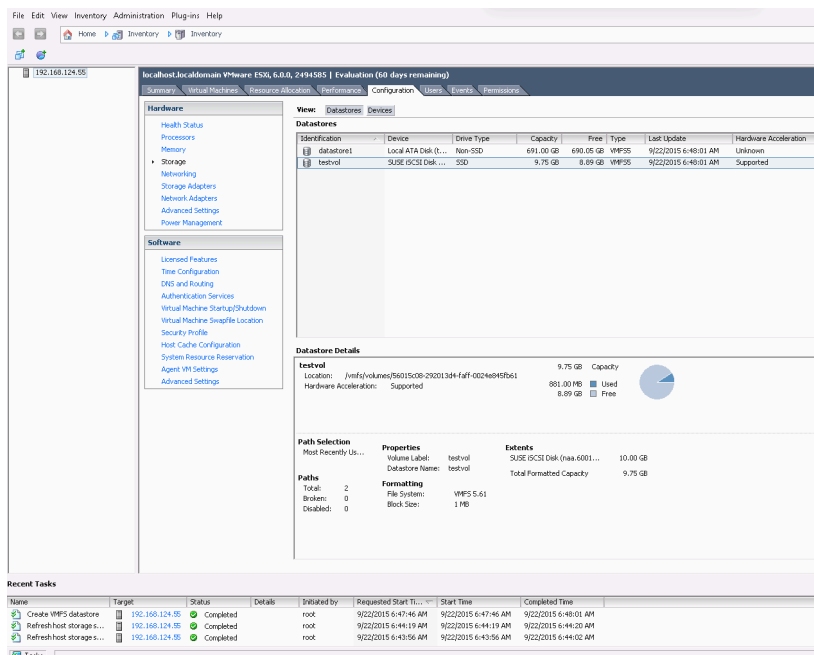 File Edit View Inventory Administration Plug-ins Help
Home Inventory Inventory
192.168.124.55
localhost.localdomain VMware ESXi, 6.0.0, 2494585 | Evaluation (60 days remaining)
Summary Virtual Machines Resource Allocation Performance Configuration Users Events Permissions
Hardware
Health Status
Processors
Memory
Storage
Networking
Storage Adapters
Network Adapters
Advanced Settings
Power Management
Software
Licensed Features
Time Configuration
DNS and Routing
Authentication Services
Virtual Machine Startup/Shutdown
Virtual Machine Swapfile Location
Security Profile
Host Cache Configuration
System Resource Reservation
Agent VM Settings
Advanced Settings
View: Datastores Devices
Datastores
Identification Device Drive Type Capacity Free Type Last Update Hardware Acceleration
datastore1 Local ATA Disk (t... Non-SSD 691.00 GB 690.05 GB VMFS5 9/22/2015 6:48:01 AM Unknown
testvol SUSE iSCSI Disk ... SSD 9.75 GB 8.89 GB VMFS5 9/22/2015 6:48:01 AM Supported
Datastore Details
testvol 9.75 GB Capacity
Location: /vmfs/volumes/56015c08-292013d4-faff-0024e845fb61
Hardware Acceleration: Supported
881.00 MB Used
8.89 GB Free
Path Selection
Most Recently Us...
Paths
Total: 2
Broken: 0
Disabled: 0
Properties
Volume Label: testvol
Datastore Name: testvol
Formatting
File System: VMFS 5.61
Block Size: 1 MB
Extents
SUSE iSCSI Disk (naa.6001... 10.00 GB
Total Formatted Capacity 9.75 GB
Recent Tasks
Name Target Status Details Initiated by Requested Start Ti... Start Time Completed Time
Create VMFS datastore 192.168.124.55 Completed root 9/22/2015 6:47:46 AM 9/22/2015 6:47:46 AM 9/22/2015 6:48:01 AM
Refresh host storage s... 192.168.124.55 Completed root 9/22/2015 6:44:19 AM 9/22/2015 6:44:19 AM 9/22/2015 6:44:20 AM
Refresh host storage s... 192.168.124.55 Completed root 9/22/2015 6:43:56 AM 9/22/2015 6:43:56 AM 9/22/2015 6:44:02 AM
Tasks